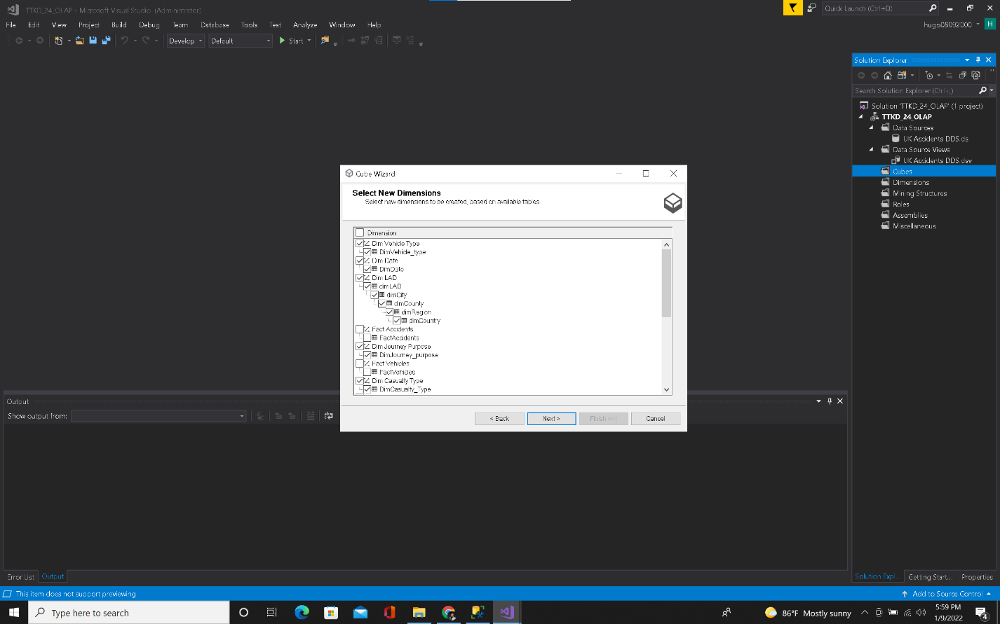 TTKD_24_OLAP - Microsoft Visual Studio (Administrator)
Quick Launch (Ctrl+Q)
File Edit View Project Build Debug Team Database Tools Test Analyze Window Help
hugo08092000
H
Develop
Default
Start
Solution Explorer
Search Solution Explorer (Ctrl+;)
Solution 'TTKD_24_OLAP' (1 project)
TTKD_24_OLAP
Data Sources
UK Accidents DDS.ds
Data Source Views
UK Accidents DDS.dsv
Cubes
Dimensions
Mining Structures
Roles
Assemblies
Miscellaneous
Cube Wizard
Select New Dimensions
Select new dimensions to be created, based on available tables.
Dimension
Dim Vehicle Type
DimVehicle_type
Dim Date
DimDate
Dim LAD
dimLAD
dimCity
dimCounty
dimRegion
dimCountry
Fact Accidents
FactAccidents
Dim Journey Purpose
DimJourney_purpose
Fact Vehicles
FactVehicles
Dim Casualty Type
DimCasualty_Type
< Back
Next >
Finish >>|
Cancel
Output
Show output from:
Error List
Output
Solution Expl...
Getting Start...
Properties
This item does not support previewing
Add to Source Control
Type here to search
86°F Mostly sunny
5:59 PM
1/9/2022
4